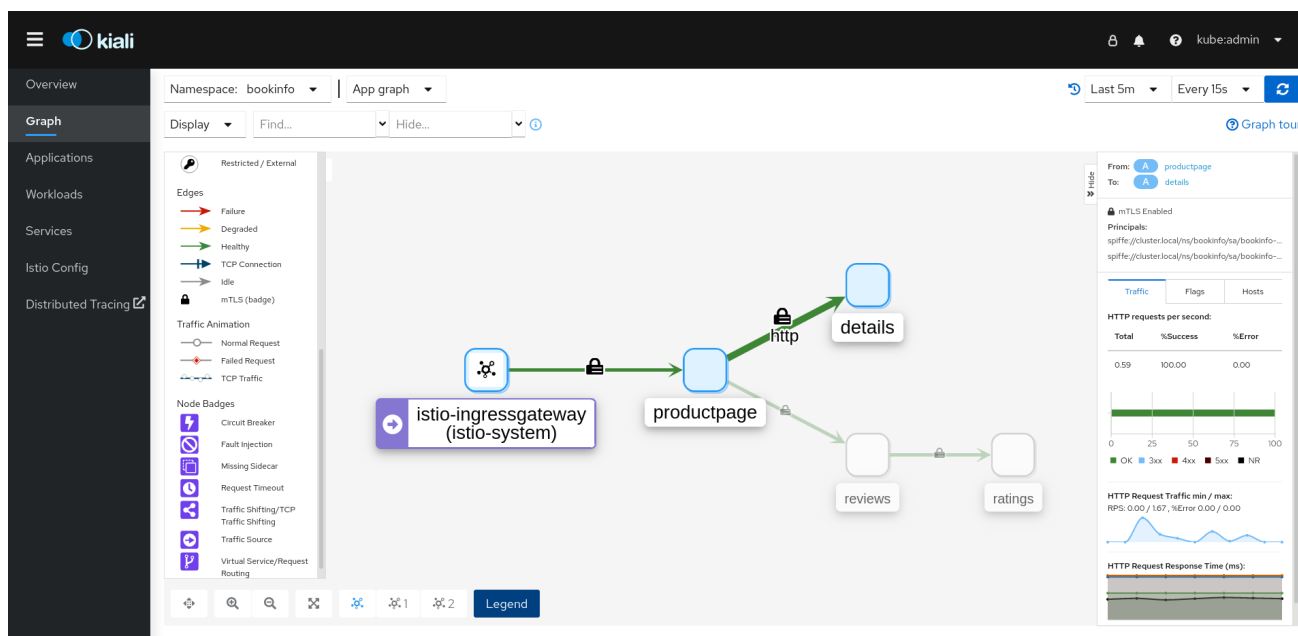 kiali
kube:admin
Overview
Graph
Applications
Workloads
Services
Istio Config
Distributed Tracing
Namespace: bookinfo
App graph
Last 5m
Every 15s
Display
Find...
Hide...
Graph tour
Restricted / External
Edges
Failure
Degraded
Healthy
TCP Connection
Idle
mTLS (badge)
Traffic Animation
Normal Request
Failed Request
TCP Traffic
Node Badges
Circuit Breaker
Fault Injection
Missing Sidecar
Request Timeout
Traffic Shifting/TCP
Traffic Shifting
Traffic Source
Virtual Service/Request
Routing
1
2
Legend
istio-ingressgateway
(istio-system)
productpage
http
details
reviews
ratings
Hide
From: A productpage
To: A details
mTLS Enabled
Principals:
spiffe://cluster.local/ns/bookinfo/sa/bookinfo-...
spiffe://cluster.local/ns/bookinfo/sa/bookinfo-...
Traffic Flags Hosts
HTTP requests per second:
Total %Success %Error
0.59 100.00 0.00
0 25 50 75 100
OK 3xx 4xx 5xx NR
HTTP Request Traffic min / max:
RPS: 0.00 / 1.67 , %Error 0.00 / 0.00
HTTP Request Response Time (ms):